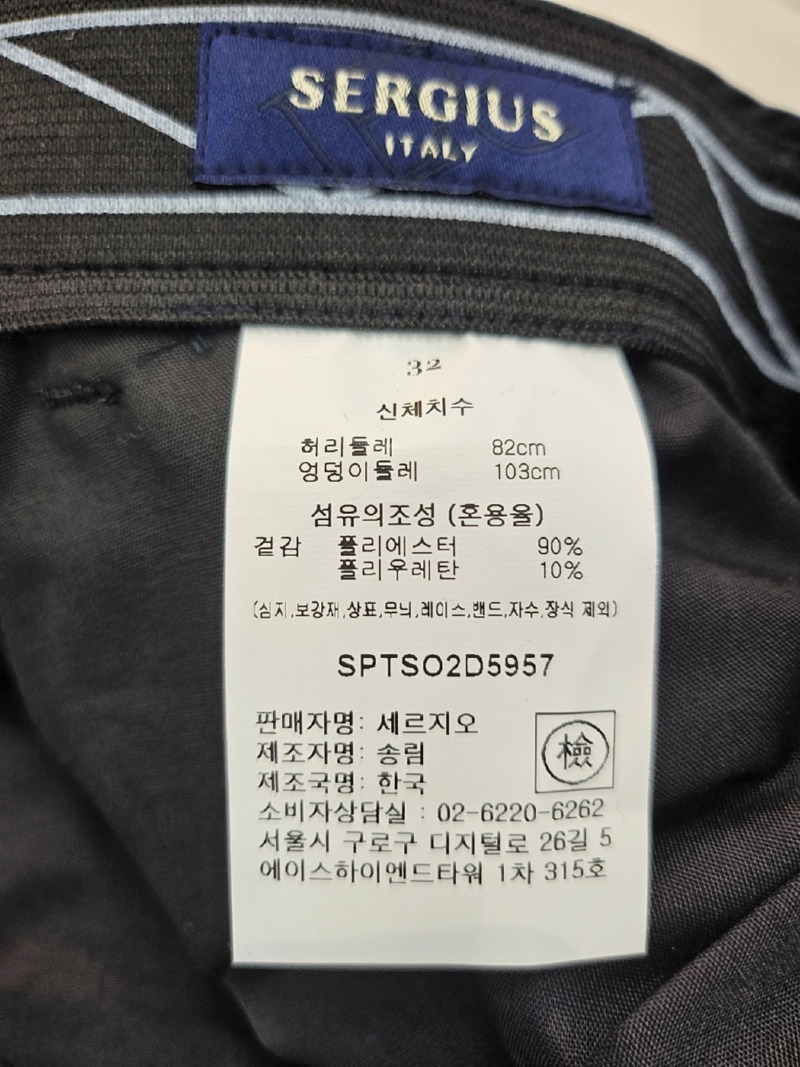 SERGIUS
ITALY
32
신체치수
허리둘레 82cm
엉덩이둘레 103cm
섬유의조성 (혼용율)
겉감 폴리에스터 90%
폴리우레탄 10%
(심지,보강재,상표,무늬,레이스,밴드,자수,장식 제외)
SPTSO2D5957
판매자명: 세르지오
제조자명: 송림
제조국명: 한국
檢
소비자상담실 : 02-6220-6262
서울시 구로구 디지털로 26길 5
에이스하이엔드타워 1차 315호